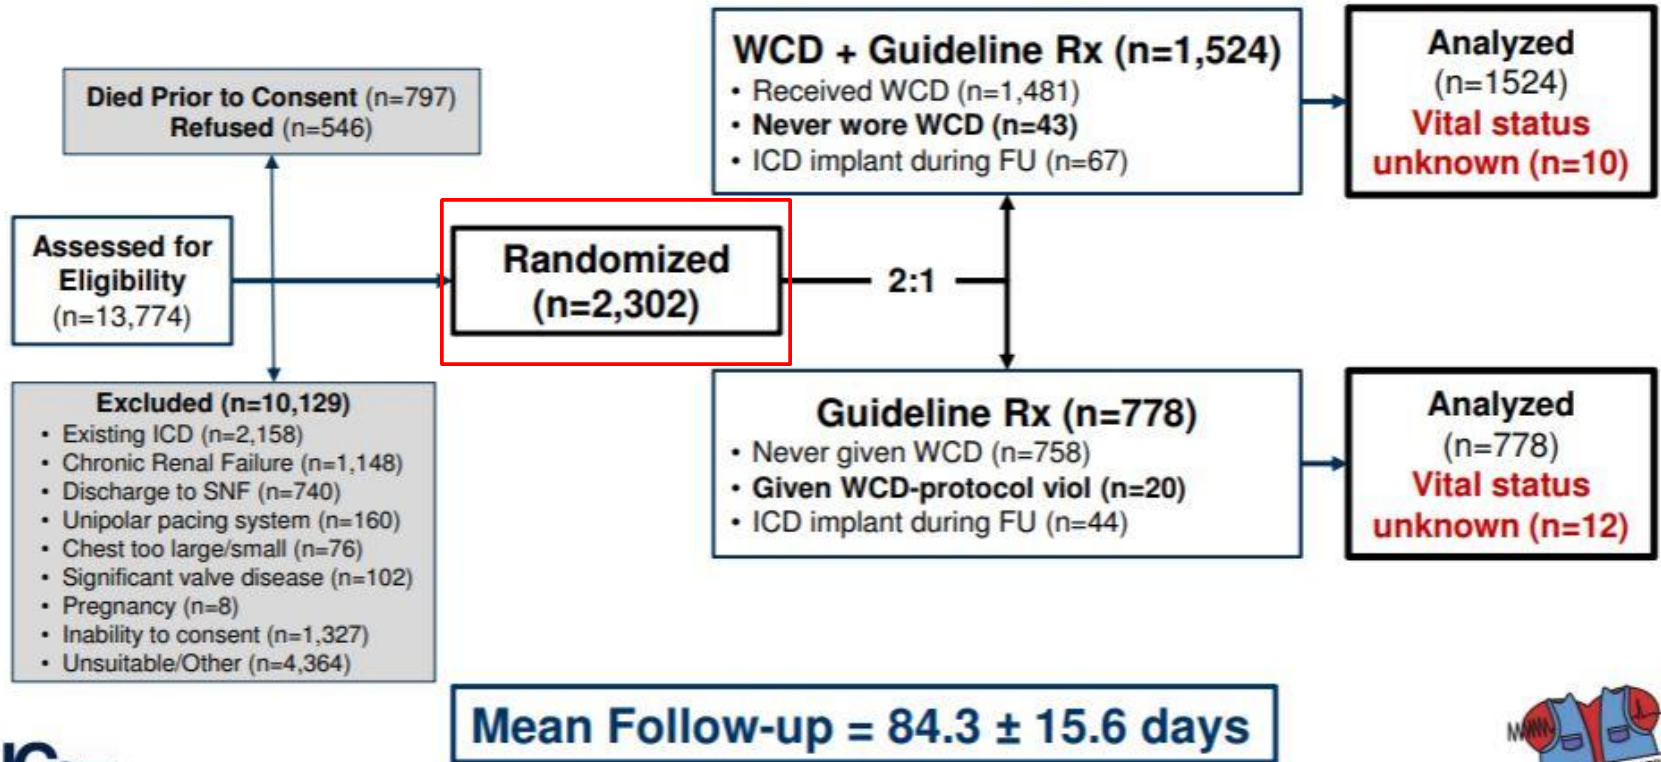 Died Prior to Consent (n=797)
Refused (n=546)
Assessed for
Eligibility
(n=13,774)
Excluded (n=10,129)
• Existing ICD (n=2,158)
• Chronic Renal Failure (n=1,148)
• Discharge to SNF (n=740)
• Unipolar pacing system (n=160)
• Chest too large/small (n=76)
• Significant valve disease (n=102)
• Pregnancy (n=8)
• Inability to consent (n=1,327)
• Unsuitable/Other (n=4,364)
Randomized
(n=2,302)
2:1
WCD + Guideline Rx (n=1,524)
• Received WCD (n=1,481)
• Never wore WCD (n=43)
• ICD implant during FU (n=67)
Analyzed
(n=1524)
Vital status
unknown (n=10)
Guideline Rx (n=778)
• Never given WCD (n=758)
• Given WCD-protocol viol (n=20)
• ICD implant during FU (n=44)
Analyzed
(n=778)
Vital status
unknown (n=12)
Mean Follow-up = 84.3 ± 15.6 days